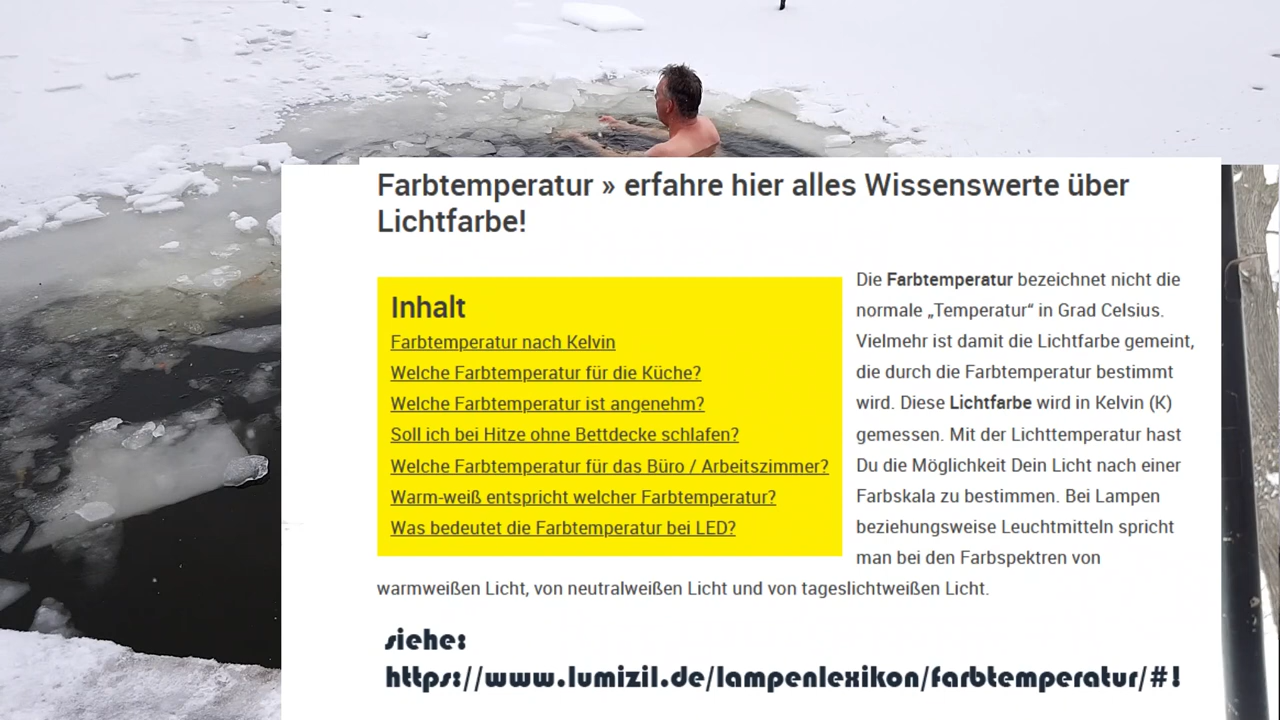 Farbtemperatur » erfahre hier alles Wissenswerte über
Lichtfarbe!
Inhalt
Farbtemperatur nach Kelvin
Welche Farbtemperatur für die Küche?
Welche Farbtemperatur ist angenehm?
Soll ich bei Hitze ohne Bettdecke schlafen?
Welche Farbtemperatur für das Büro / Arbeitszimmer?
Warm-weiß entspricht welcher Farbtemperatur?
Was bedeutet die Farbtemperatur bei LED?
Die Farbtemperatur bezeichnet nicht die
normale „Temperatur“ in Grad Celsius.
Vielmehr ist damit die Lichtfarbe gemeint,
die durch die Farbtemperatur bestimmt
wird. Diese Lichtfarbe wird in Kelvin (K)
gemessen. Mit der Lichttemperatur hast
Du die Möglichkeit Dein Licht nach einer
Farbskala zu bestimmen. Bei Lampen
beziehungsweise Leuchtmitteln spricht
man bei den Farbspektren von
warmweißen Licht, von neutralweißen Licht und von tageslichtweißen Licht.
siehe:
https://www.lumizil.de/lampenlexikon/farbtemperatur/#!